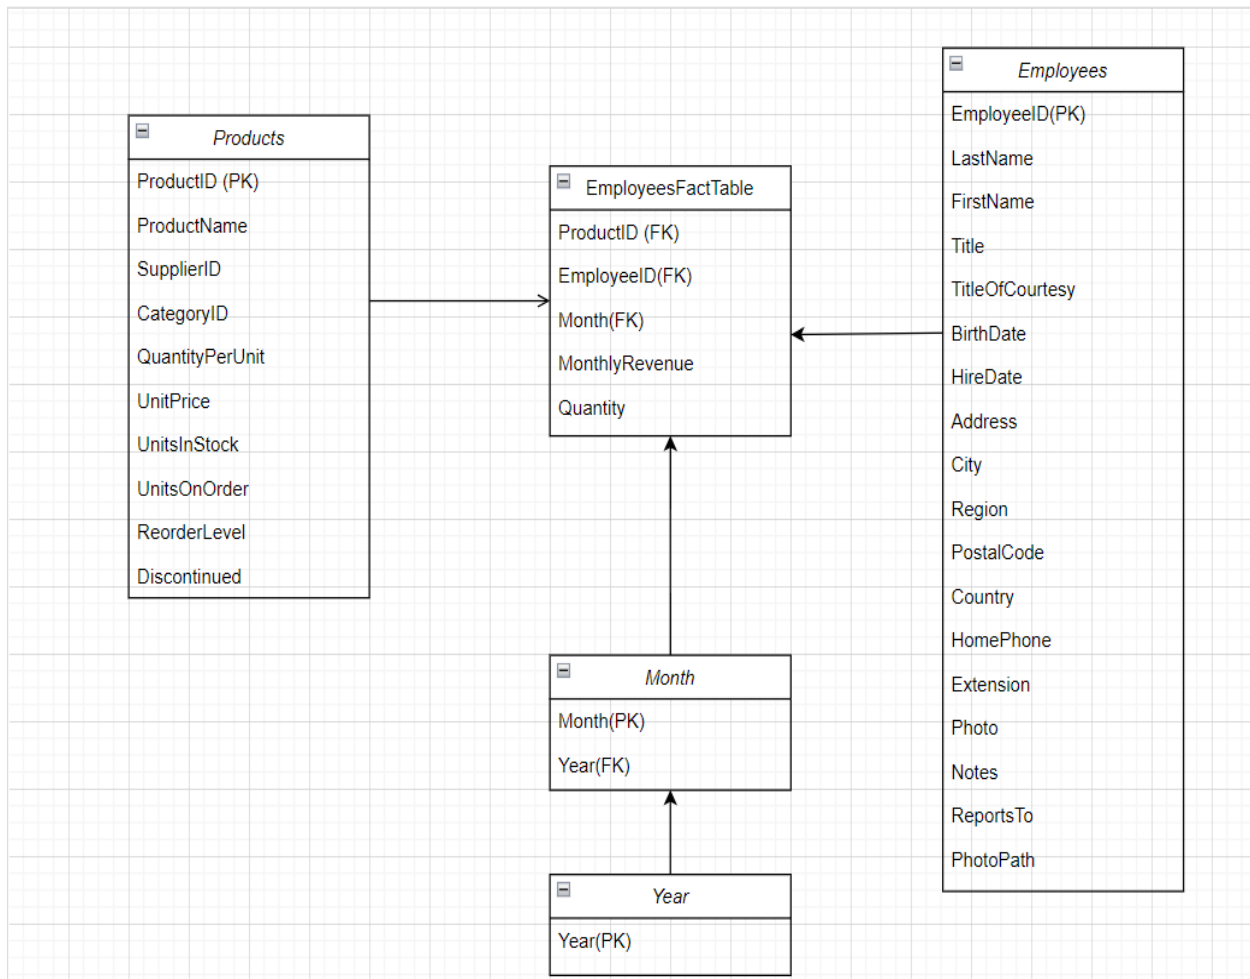 Products
ProductID (PK)
ProductName
SupplierID
CategoryID
QuantityPerUnit
UnitPrice
UnitsInStock
UnitsOnOrder
ReorderLevel
Discontinued
EmployeesFactTable
ProductID (FK)
EmployeeID(FK)
Month(FK)
MonthlyRevenue
Quantity
Employees
EmployeeID(PK)
LastName
FirstName
Title
TitleOfCourtesy
BirthDate
HireDate
Address
City
Region
PostalCode
Country
HomePhone
Extension
Photo
Notes
ReportsTo
PhotoPath
Month
Month(PK)
Year(FK)
Year
Year(PK)